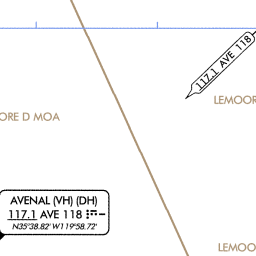 117.1 AVE 118
LEMOOR
ORE D MOA
AVENAL (VH) (DH)
117.1 AVE 118
N35°38.82' W119°58.72'
LEMOO